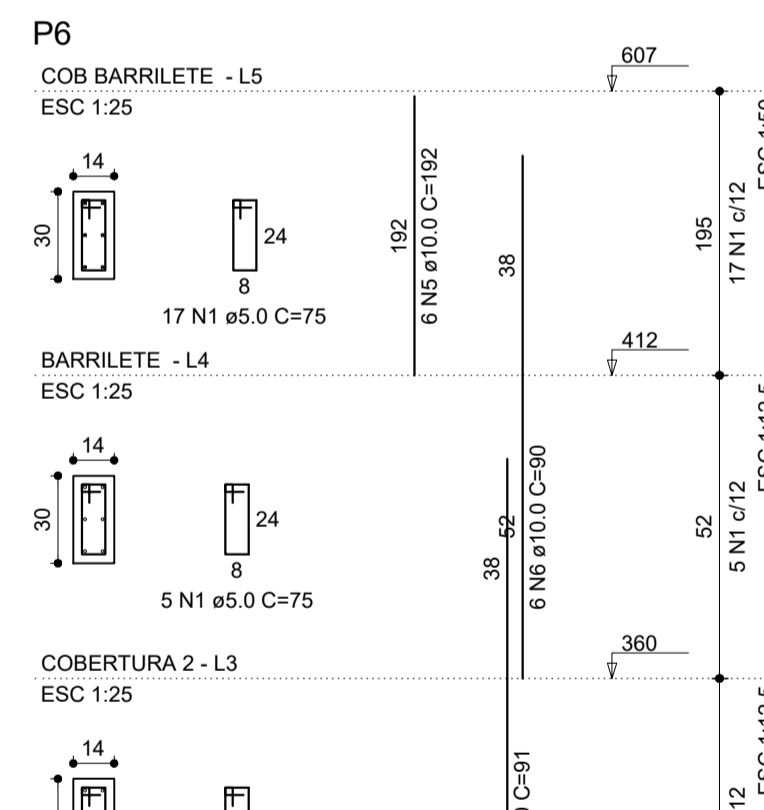 P6
COB BARRILETE - L5
ESC 1:25
607
14
30
24
8
17 N1 ø5.0 C=75
192
6 N5 ø10.0 C=192
38
195
17 N1 c/12
BARRILETE - L4
ESC 1:25
412
14
30
24
8
5 N1 ø5.0 C=75
38
52
6 N6 ø10.0 C=90
52
5 N1 c/12
COBERTURA 2 - L3
ESC 1:25
360
14
C=91
12